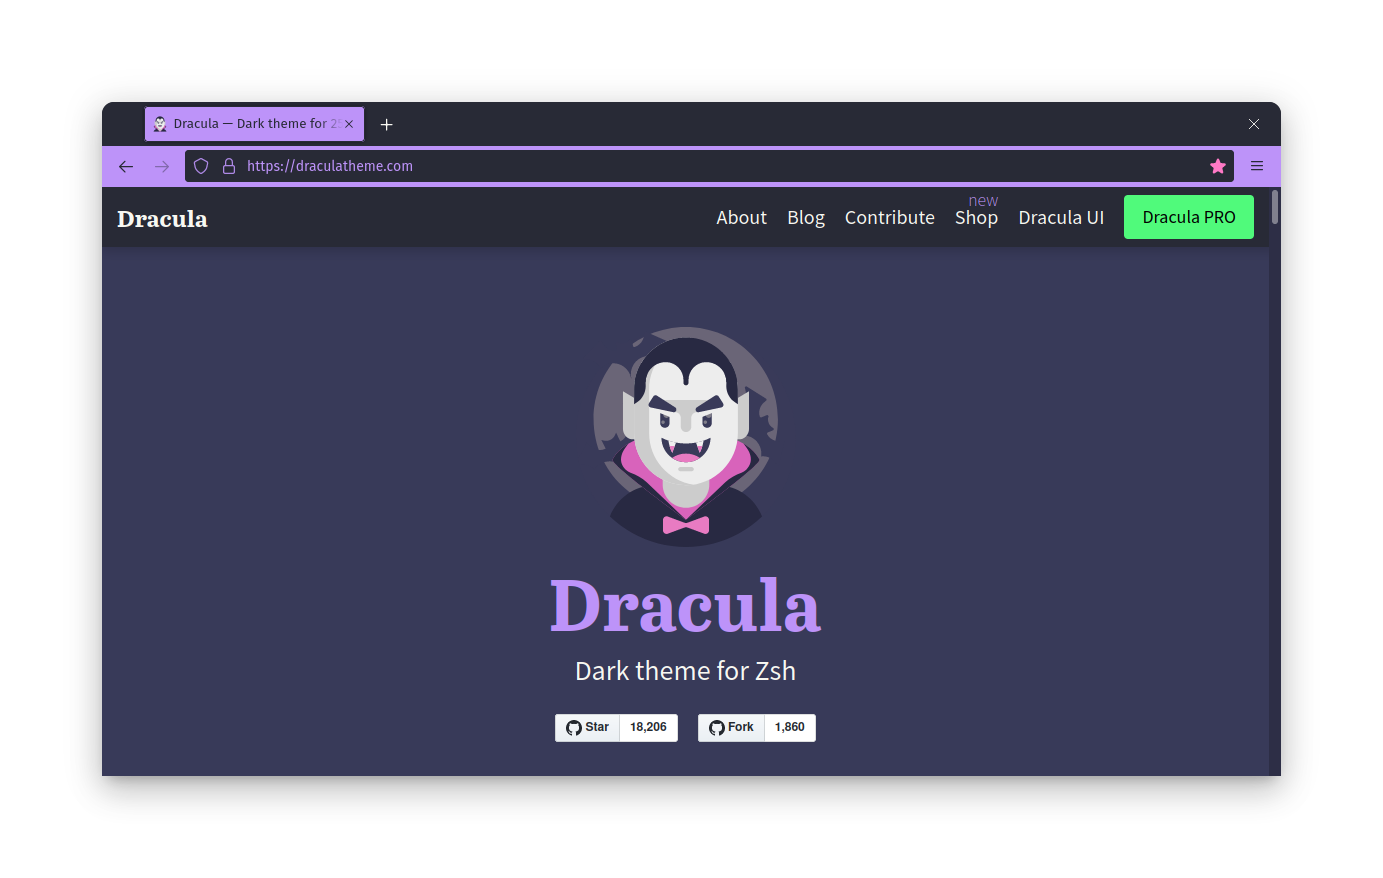 Dracula — Dark theme for 2
https://draculatheme.com
Dracula
About Blog Contribute Shop new Dracula UI Dracula PRO
Dracula
Dark theme for Zsh
Star 18,206 Fork 1,860